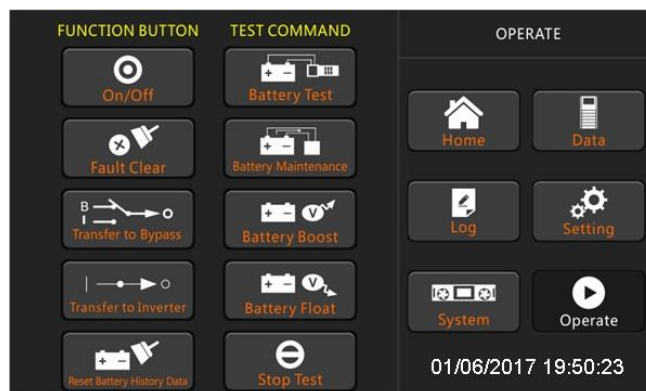 FUNCTION BUTTON
TEST COMMAND
OPERATE
On/Off
Battery Test
Home
Data
Fault Clear
Battery Maintenance
B
I
Transfer to Bypass
V
Battery Boost
Log
Setting
Transfer to Inverter
V
Battery Float
System
Operate
Reset Battery History Data
Stop Test
01/06/2017 19:50:23